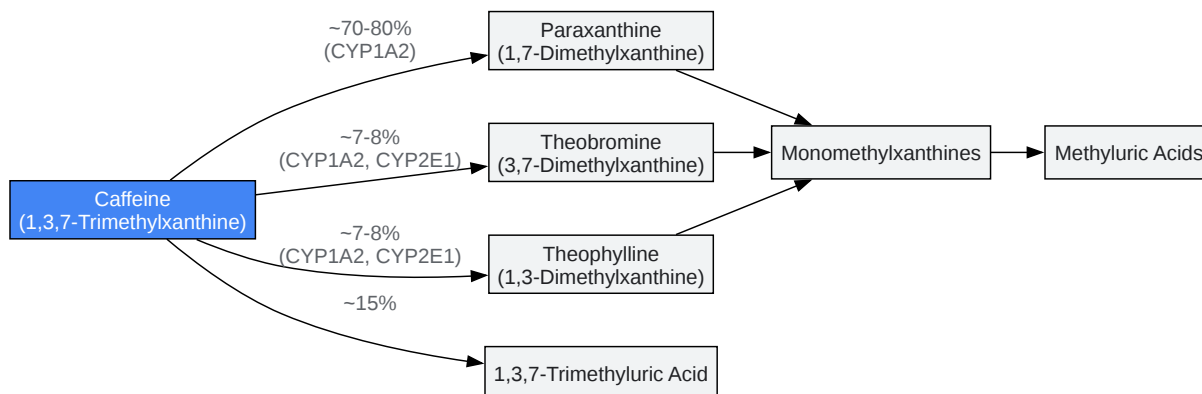 ~70-80%
(CYP1A2)
Paraxanthine
(1,7-Dimethylxanthine)
~7-8%
(CYP1A2, CYP2E1)
Theobromine
(3,7-Dimethylxanthine)
Monomethylxanthines
Methyluric Acids
Caffeine
(1,3,7-Trimethylxanthine)
~7-8%
(CYP1A2, CYP2E1)
Theophylline
(1,3-Dimethylxanthine)
~15%
1,3,7-Trimethyluric Acid